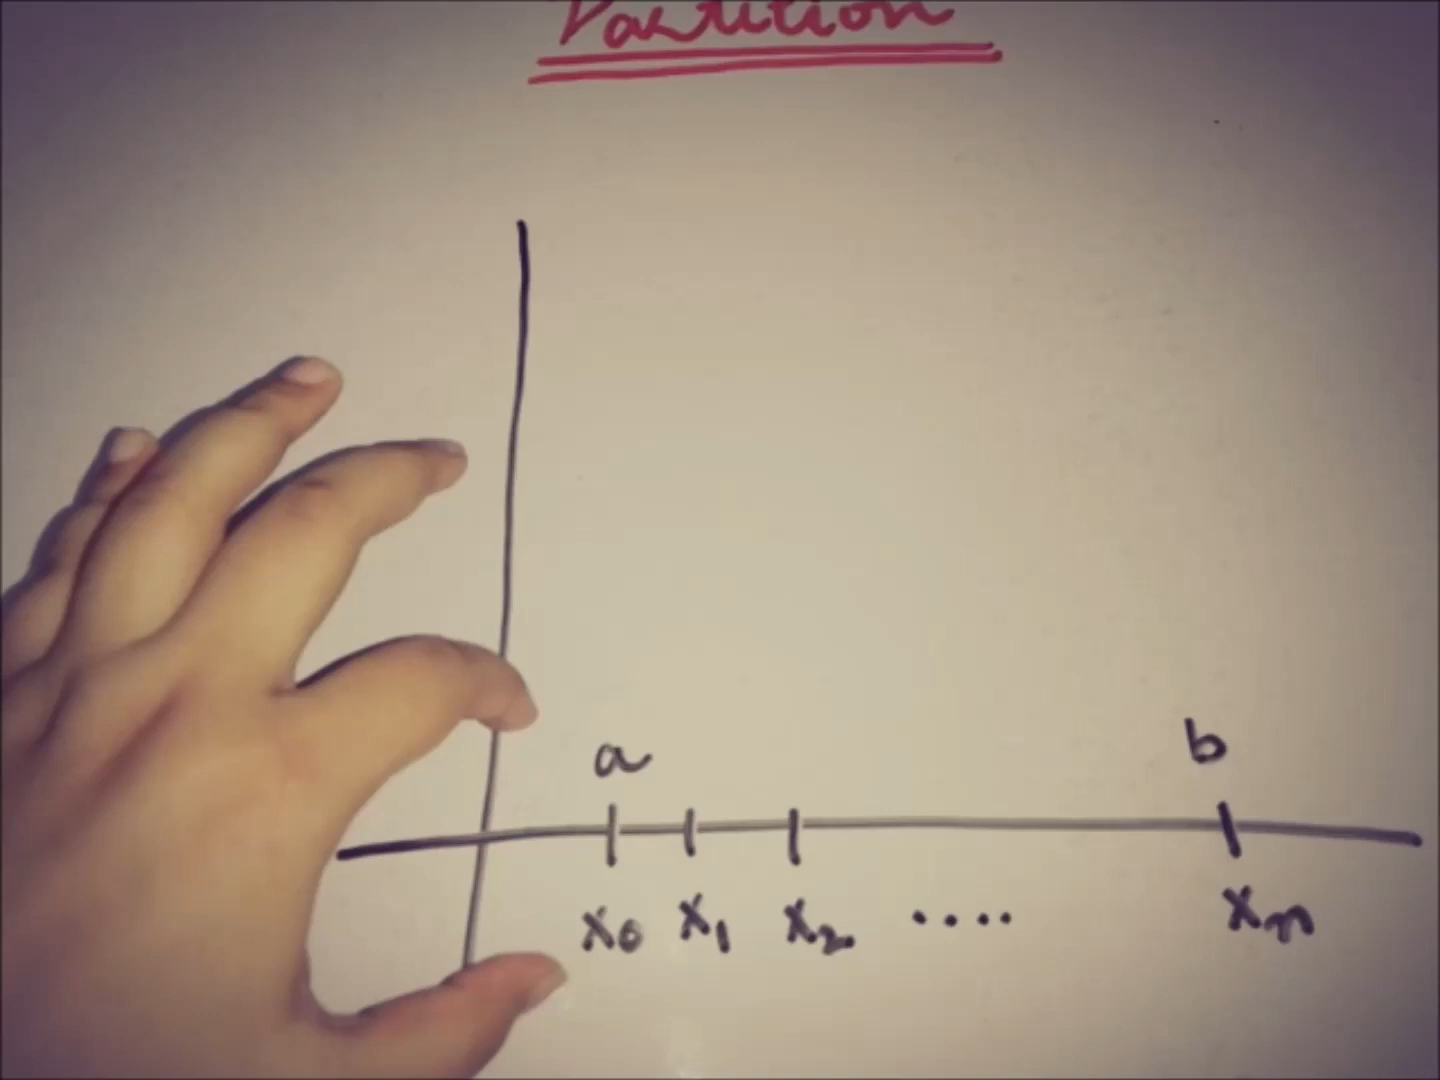 Partition
a b
x₀ x₁ x₂ .... xₙ